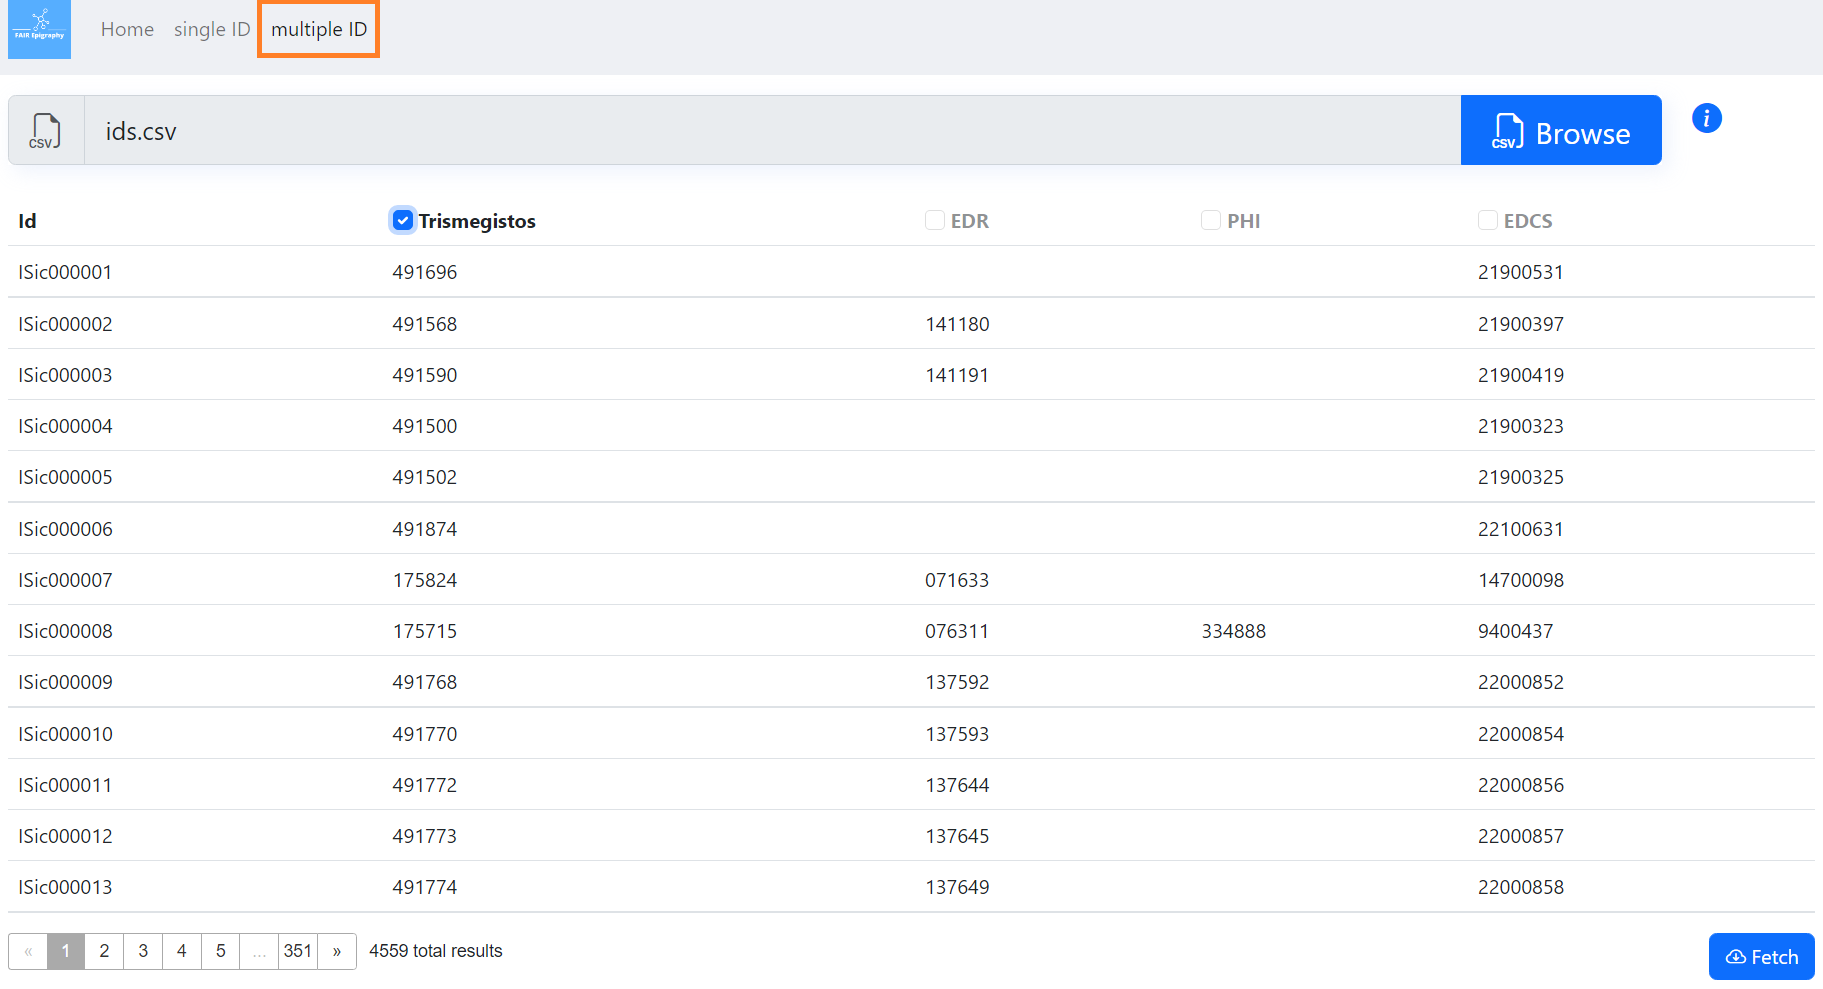 FAIR Epigraphy
Home single ID multiple ID
CSV ids.csv CSV Browse i
Id Trismegistos EDR PHI EDCS
ISic000001 491696 21900531
ISic000002 491568 141180 21900397
ISic000003 491590 141191 21900419
ISic000004 491500 21900323
ISic000005 491502 21900325
ISic000006 491874 22100631
ISic000007 175824 071633 14700098
ISic000008 175715 076311 334888 9400437
ISic000009 491768 137592 22000852
ISic000010 491770 137593 22000854
ISic000011 491772 137644 22000856
ISic000012 491773 137645 22000857
ISic000013 491774 137649 22000858
« 1 2 3 4 5 ... 351 » 4559 total results Fetch